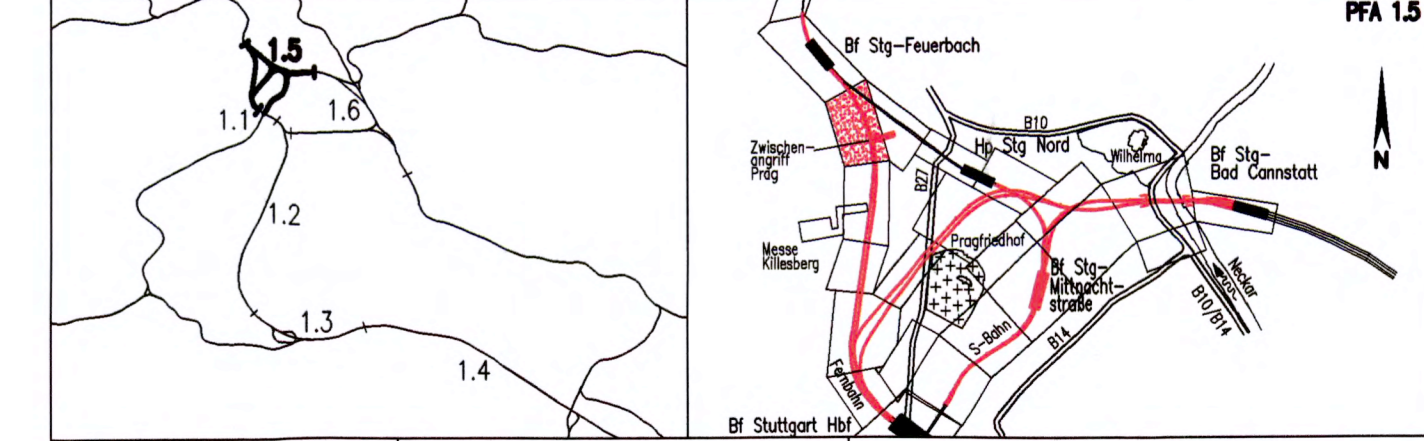 1.5
1.1
1.6
1.2
1.3
1.4
PFA 1.5
Bf Stg-Feuerbach
N
B10
Zwischen-
angriff
Prag
Hp Stg Nord
Wilhelma
Bf Stg-
Bad Cannstatt
B27
Messe
Killesberg
Pragfriedhof
Bf Stg-
Mittnacht-
straße
Neckar
B10/B14
S-Bahn
B14
Fernbahn
Bf Stuttgart Hbf